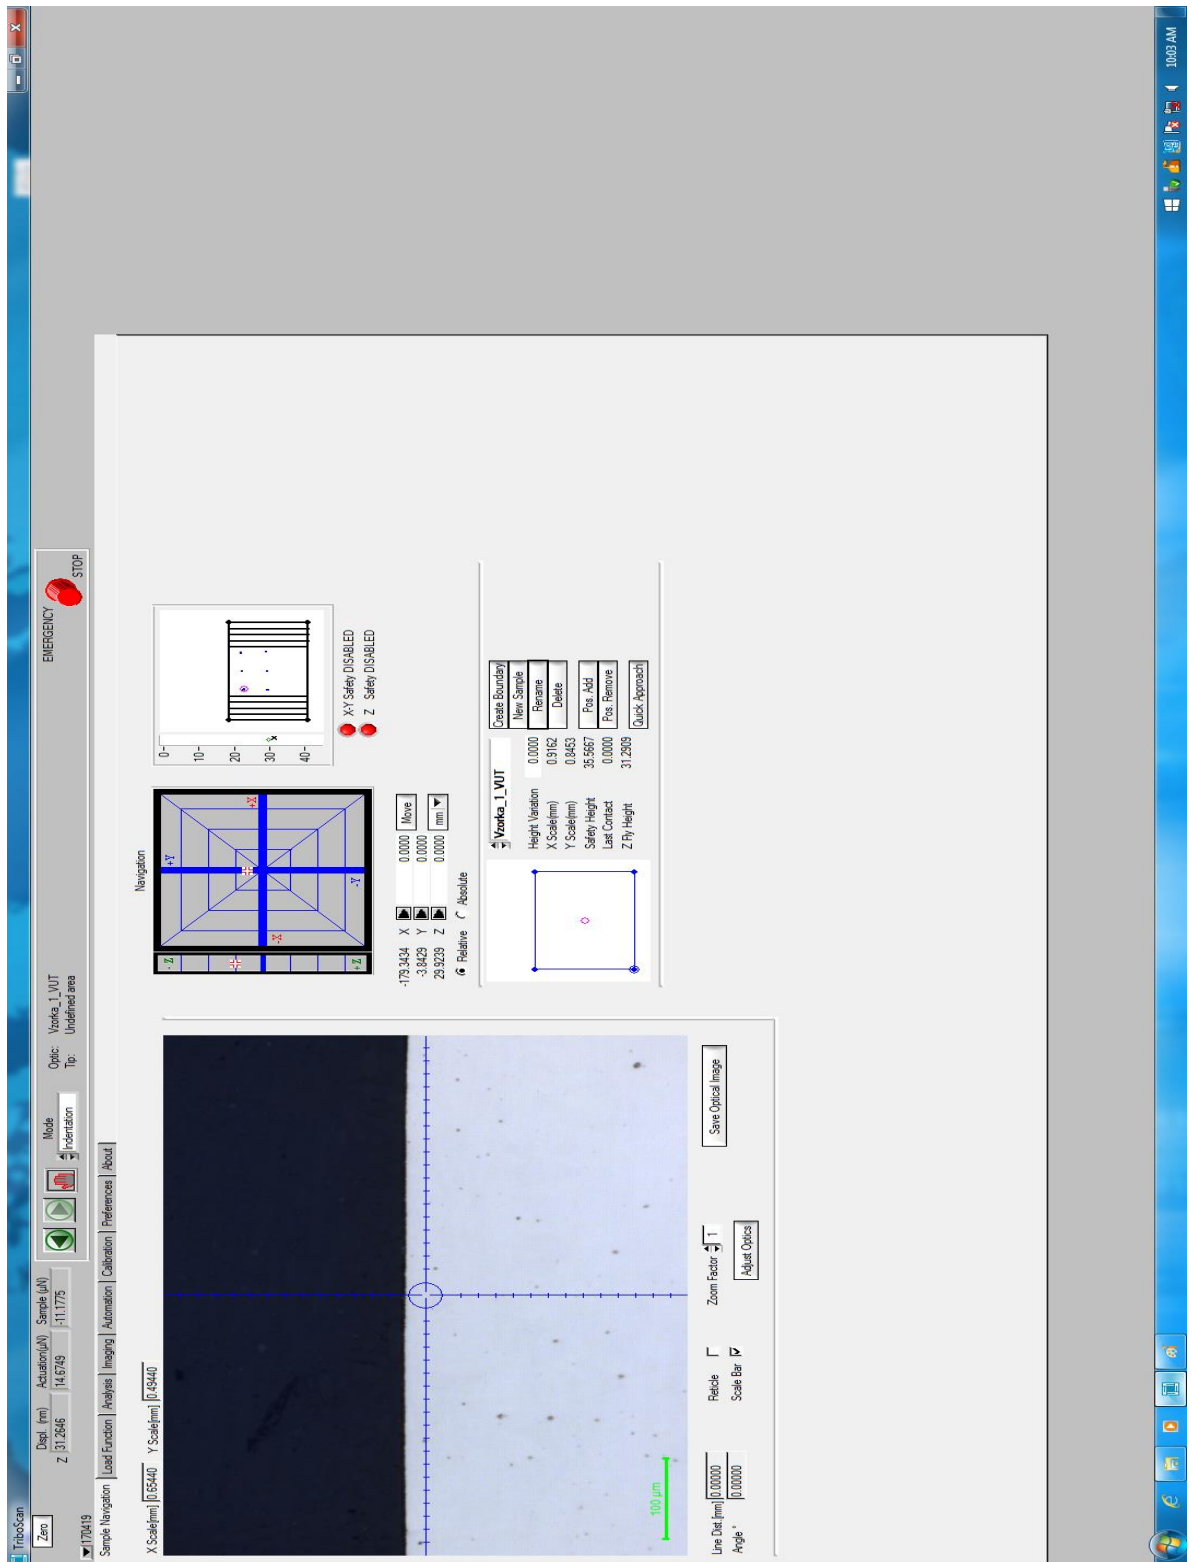 TriboScan
Zero
Displ. (nm) Actuation(µN) Sample (µN)
Z 31.2646 14.6749 -11.1775
Mode
Indentation
Optic: Vzorka_1_VUT
Tip: Undefined area
EMERGENCY
STOP
170419
Sample Navigation Load Function Analysis Imaging Automation Calibration Preferences About
X Scale[mm] 0.65440 Y Scale[mm] 0.49440
100 µm
Line Dist.[mm] 0.00000
Angle ° 0.00000
Reticle
Scale Bar
Zoom Factor 1
Adjust Optics
Save Optical Image
Navigation
-Z
+Z
+Y
-X
+X
-Y
-179.3434 X 0.0000 Move
-3.8429 Y 0.0000
29.9239 Z 0.0000 mm
Relative Absolute
0-
10-
20-
30-
40-
X-Y Safety DISABLED
Z Safety DISABLED
Vzorka_1_VUT
Height Variation 0.0000
X Scale(mm) 0.9162
Y Scale(mm) 0.8453
Safety Height 35.5667
Last Contact 0.0000
Z Fly Height 31.2909
Create Boundary
New Sample
Rename
Delete
Pos. Add
Pos. Remove
Quick Approach
10:03 AM